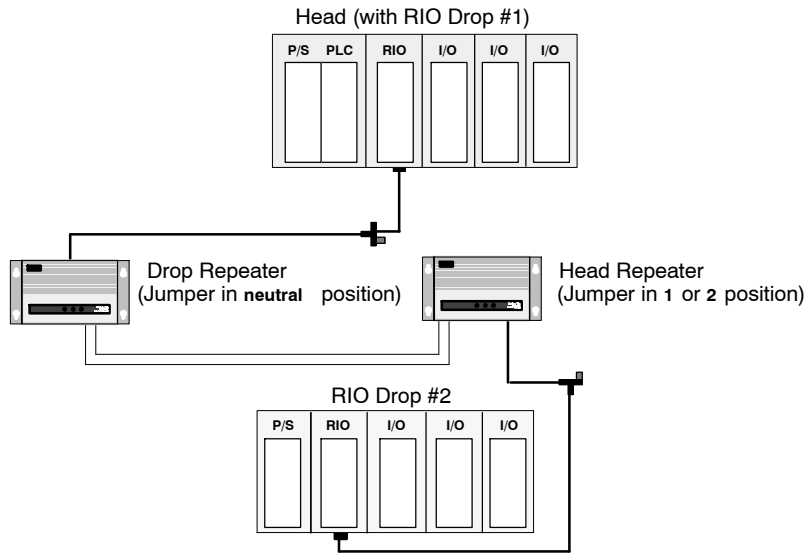 Head (with RIO Drop #1)
P/S PLC RIO I/O I/O I/O
Drop Repeater
(Jumper in neutral position)
Head Repeater
(Jumper in 1 or 2 position)
RIO Drop #2
P/S RIO I/O I/O I/O